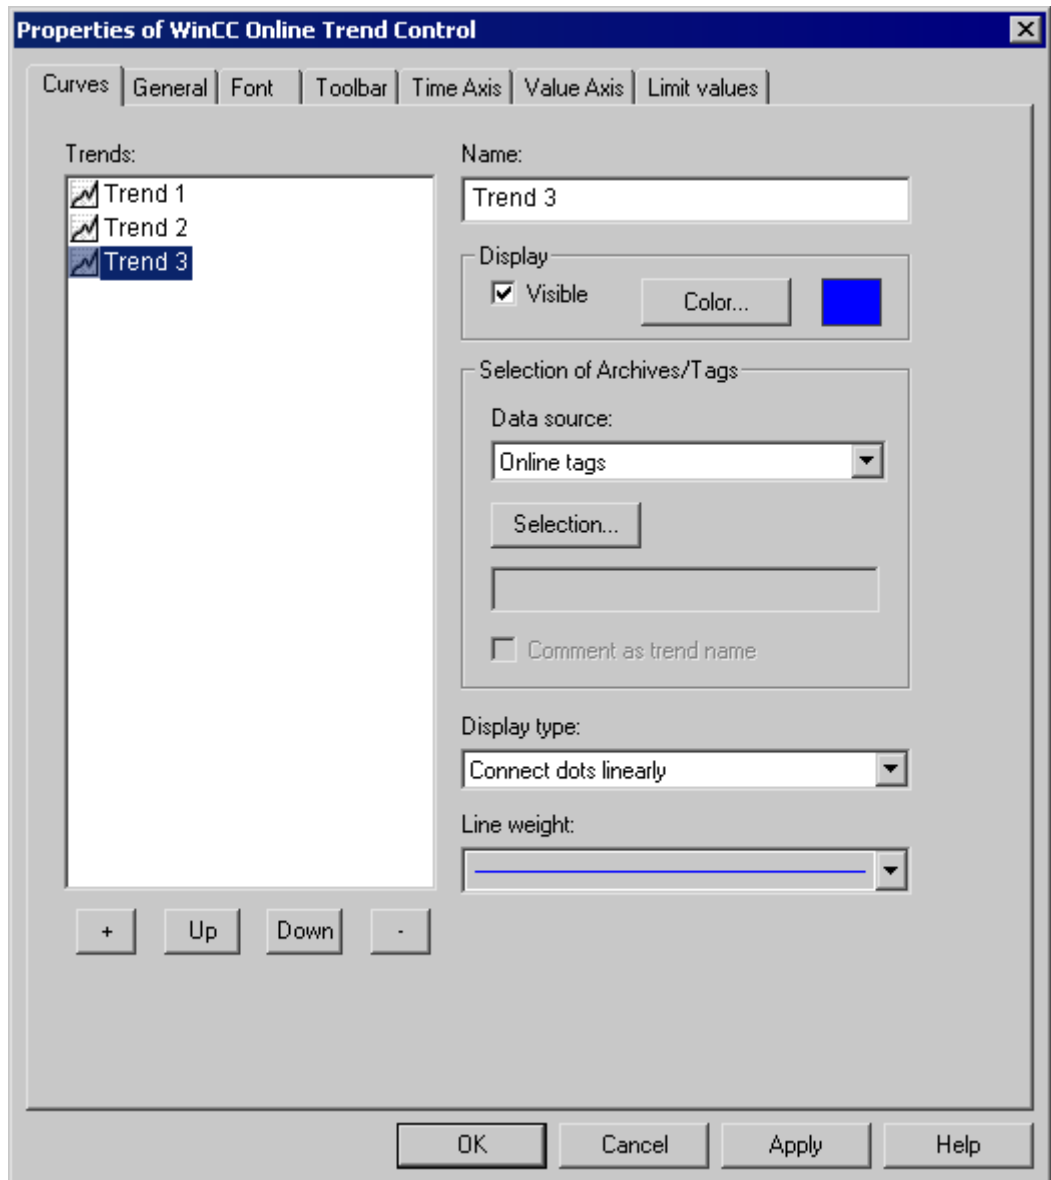 Properties of WinCC Online Trend Control
Curves General Font Toolbar Time Axis Value Axis Limit values
Trends:
Trend 1
Trend 2
Trend 3
Name:
Trend 3
Display
Visible Color...
Selection of Archives/Tags
Data source:
Online tags
Selection...
Comment as trend name
Display type:
Connect dots linearly
Line weight:
+ Up Down -
OK Cancel Apply Help